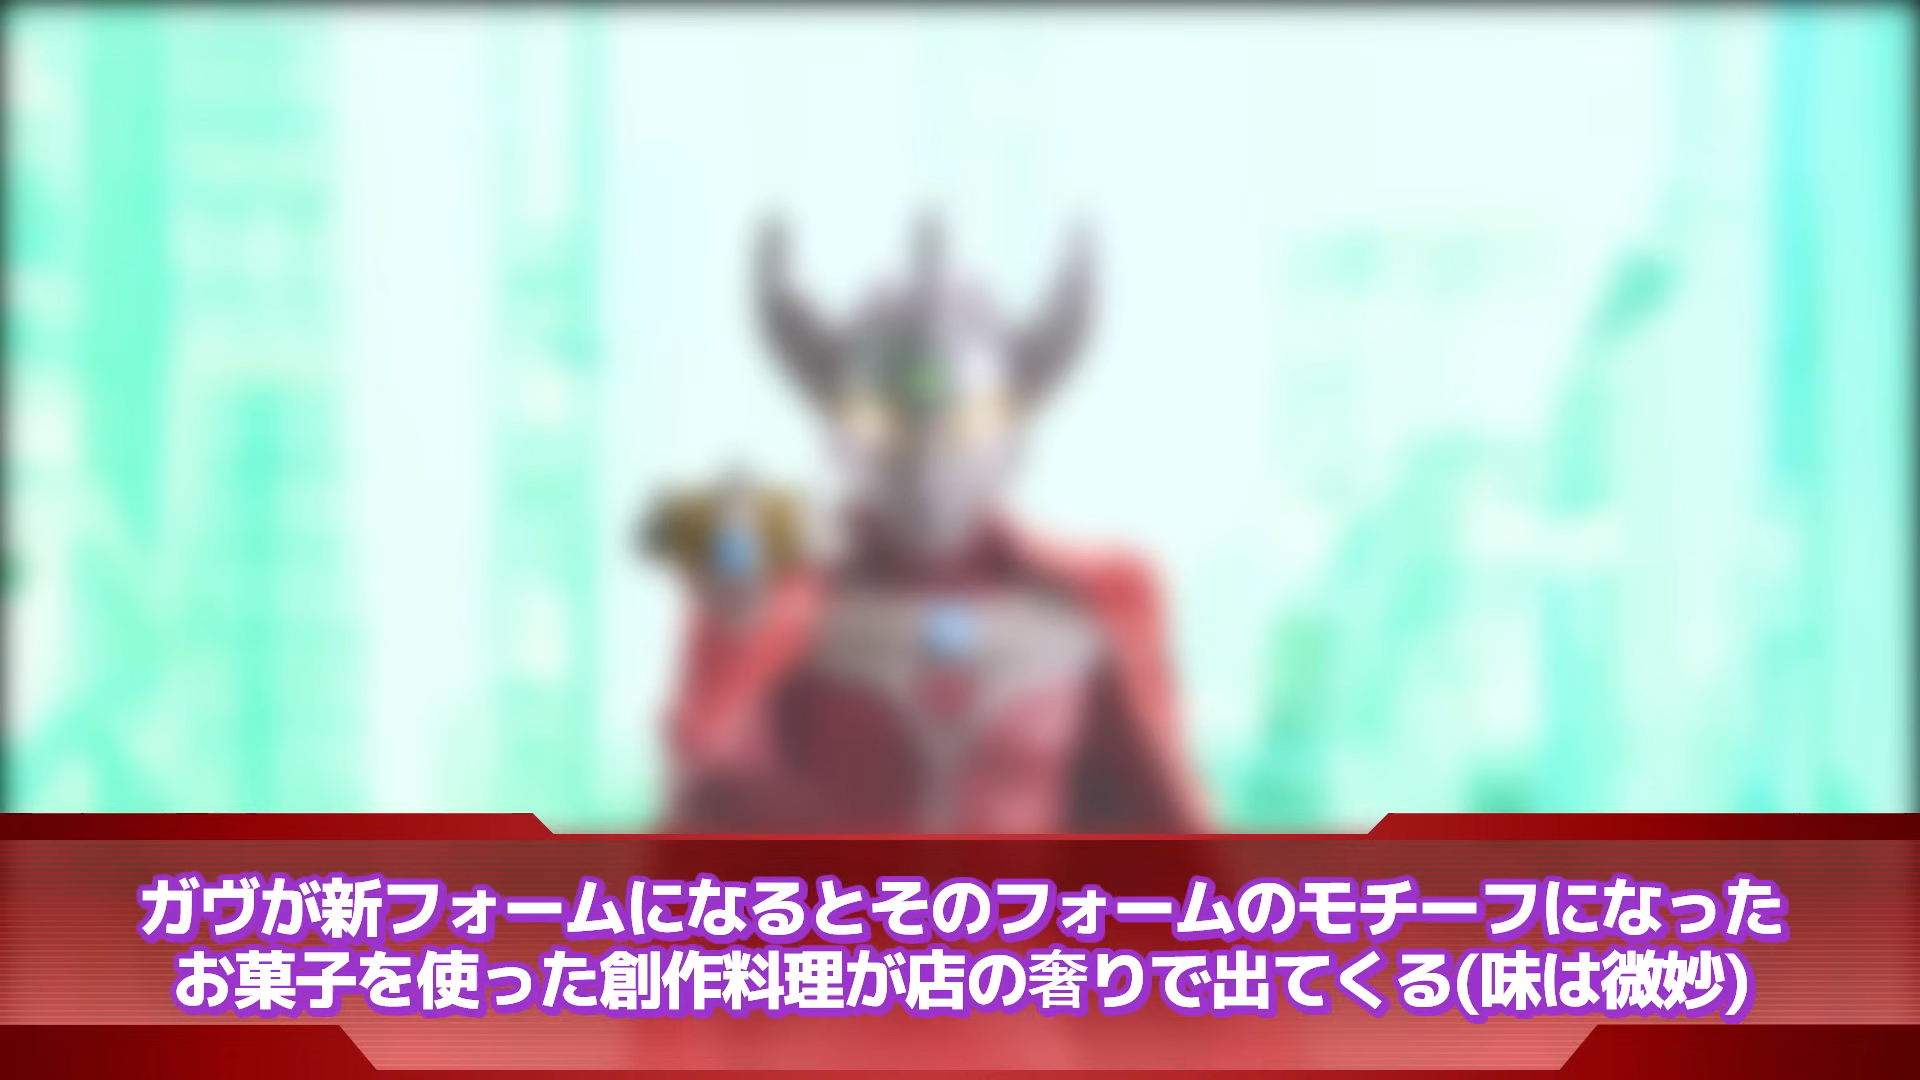 ガヴが新フォームになるとそのフォームのモチーフになった
お菓子を使った創作料理が店の奢りで出てくる(味は微妙)